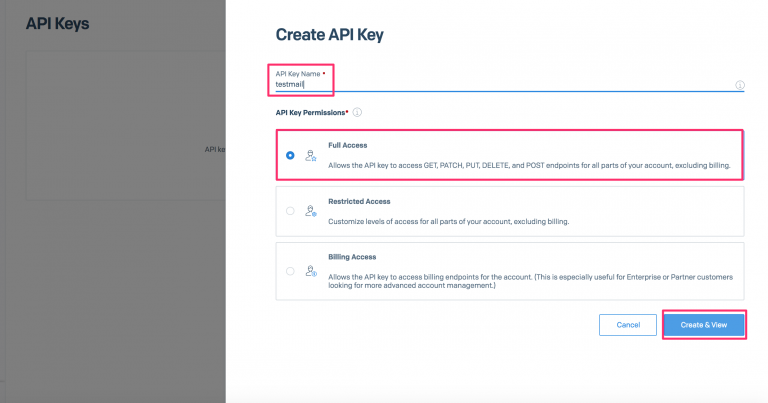 API Keys
API ke
Create API Key
API Key Name •
testmail
API Key Permissions*
Full Access
Allows the API key to access GET, PATCH, PUT, DELETE, and POST endpoints for all parts of your account, excluding billing.
Restricted Access
Customize levels of access for all parts of your account, excluding billing.
Billing Access
Allows the API key to access billing endpoints for the account. (This is especially useful for Enterprise or Partner customers
looking for more advanced account management.)
Cancel
Create & View